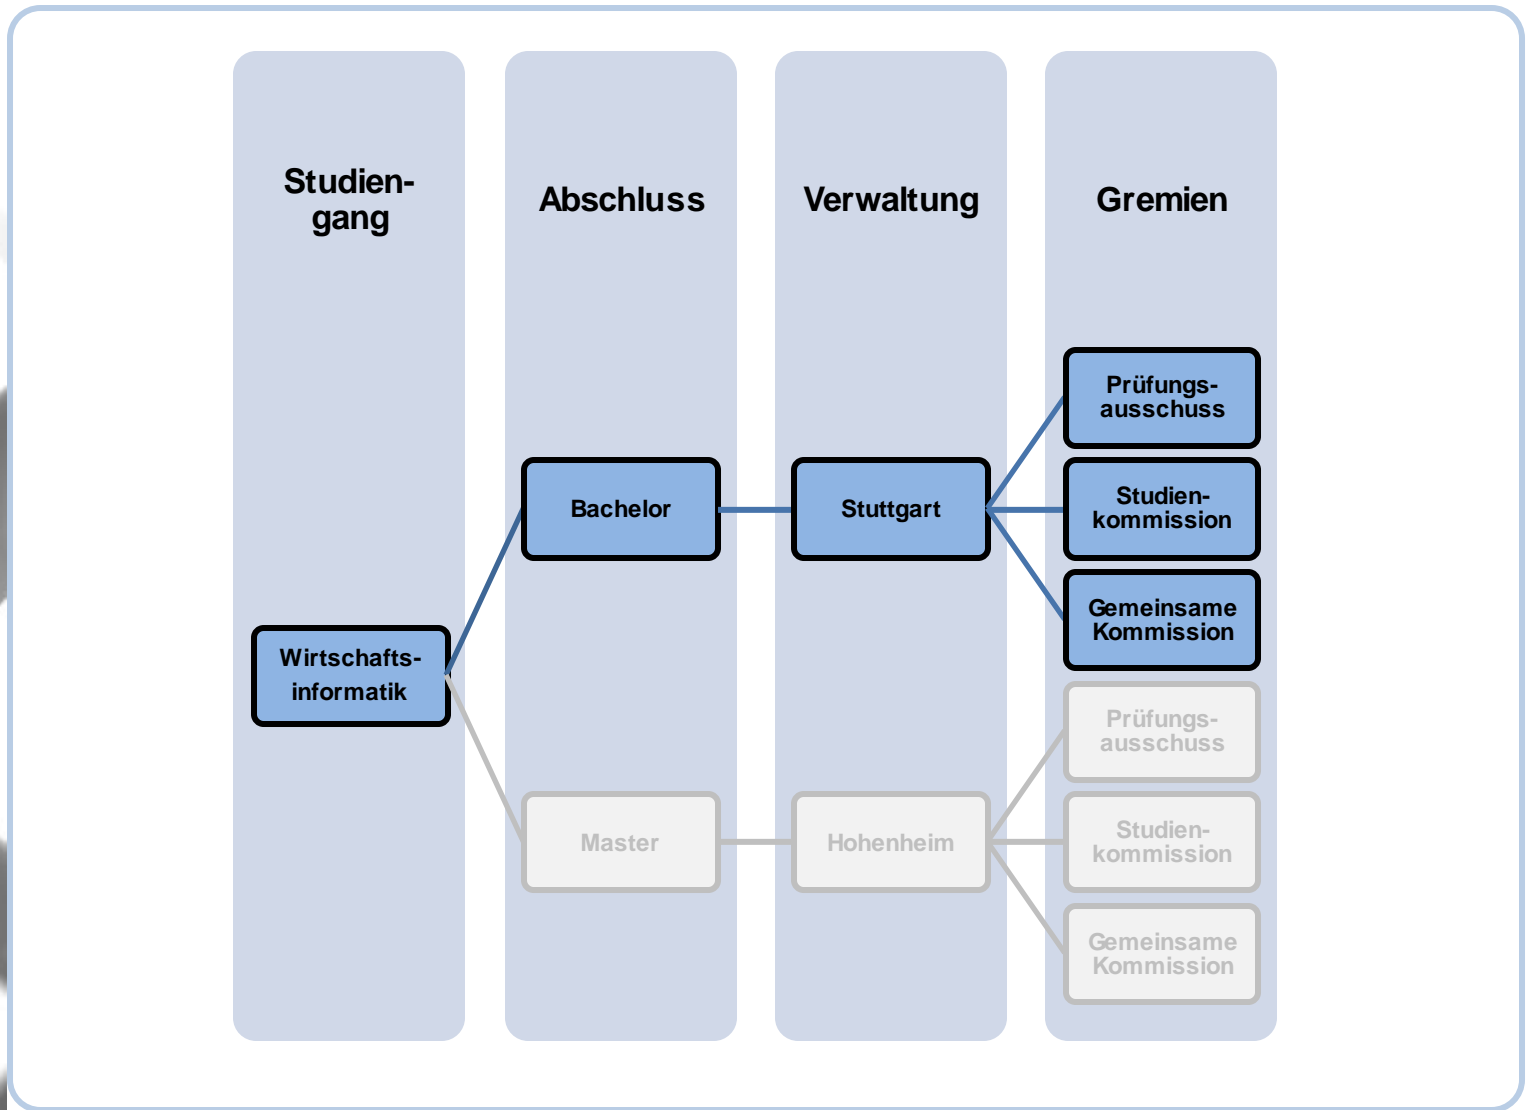 Studien-
gang
Abschluss
Verwaltung
Gremien
Prüfungs-
ausschuss
Bachelor
Stuttgart
Studien-
kommission
Gemeinsame
Kommission
Wirtschafts-
informatik
Prüfungs-
ausschuss
Master
Hohenheim
Studien-
kommission
Gemeinsame
Kommission